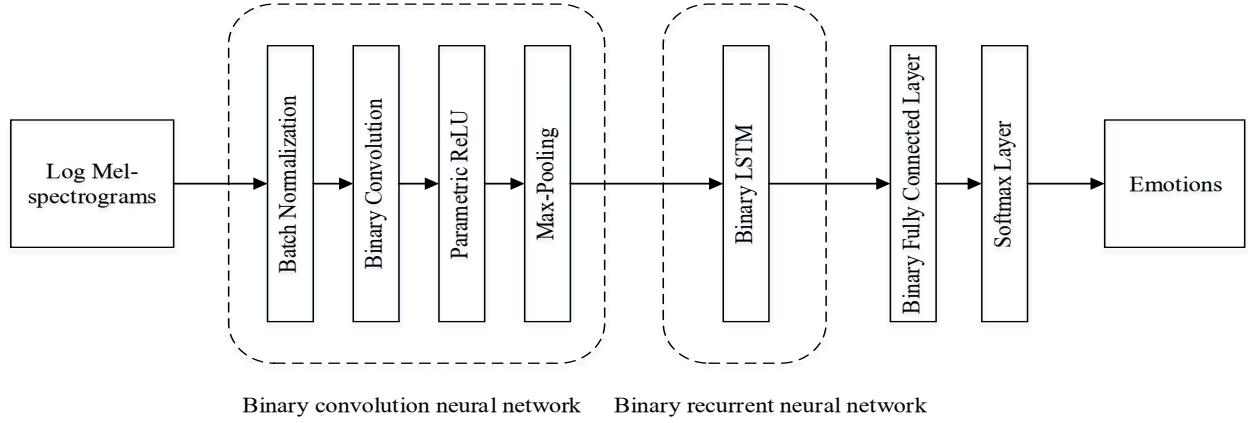 Log Mel-
spectrograms
Batch Normalization
Binary Convolution
Parametric ReLU
Max-Pooling
Binary LSTM
Binary Fully Connected Layer
Softmax Layer
Emotions
Binary convolution neural network
Binary recurrent neural network